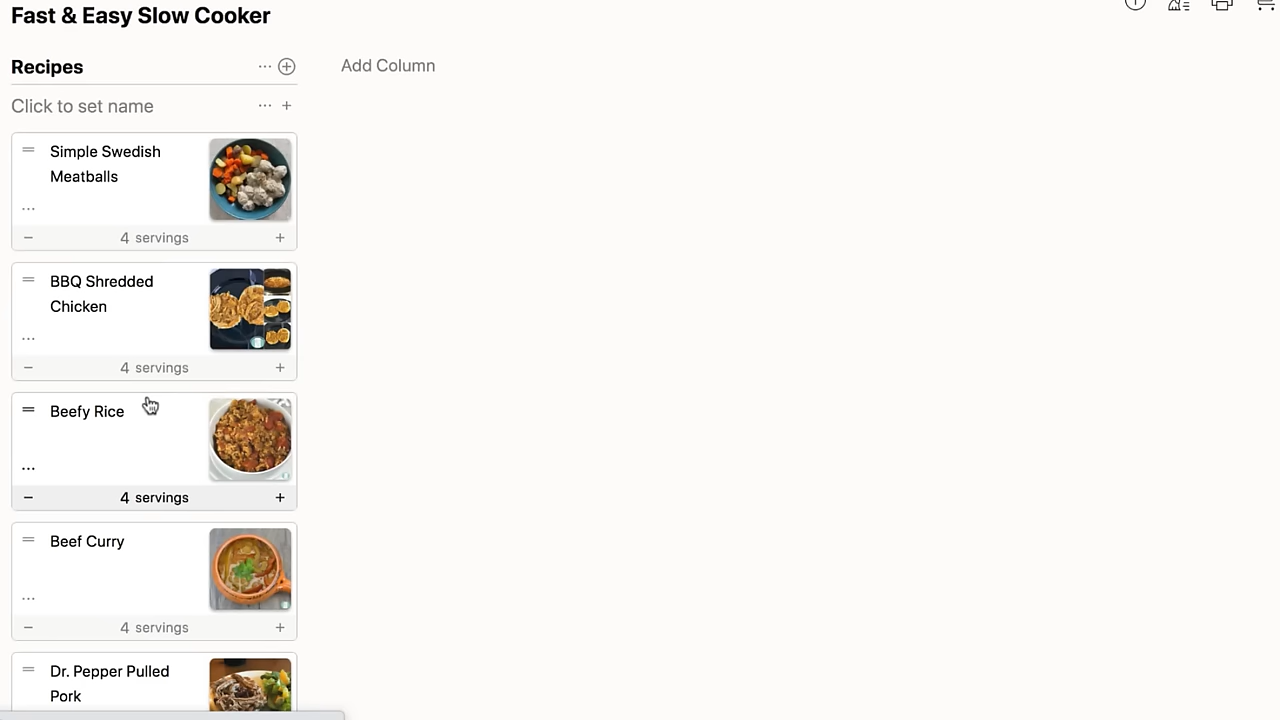 Fast & Easy Slow Cooker
Recipes
Add Column
Click to set name
Simple Swedish
Meatballs
4 servings
BBQ Shredded
Chicken
4 servings
Beefy Rice
4 servings
Beef Curry
4 servings
Dr. Pepper Pulled
Pork